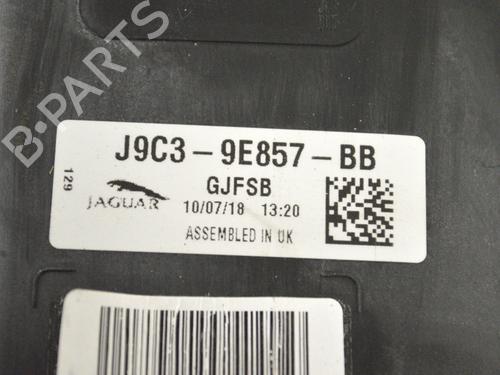 B-PARTS
J9C3-9E857-BB
GJFSB
129
JAGUAR
10/07/18 13:20
ASSEMBLED IN UK